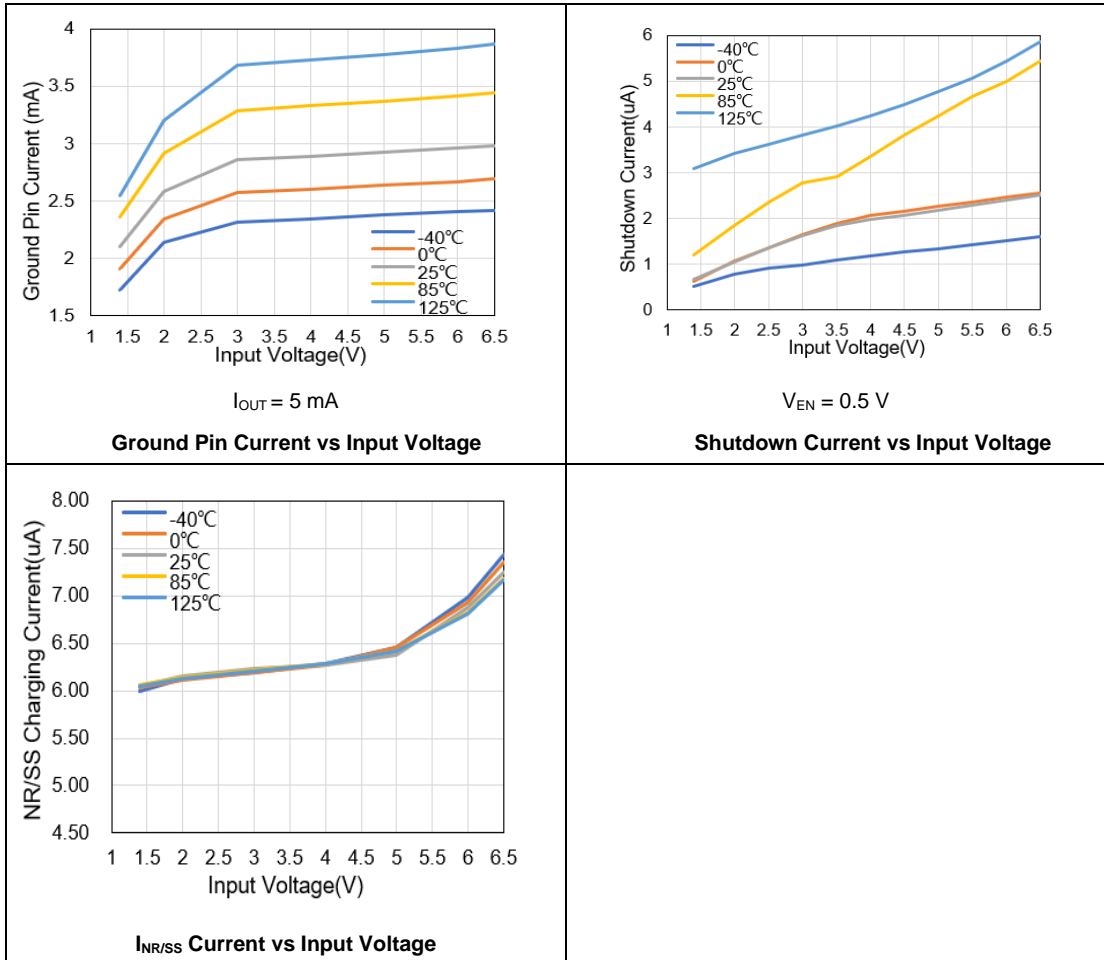 4
3.5
3
2.5
2
1.5
Ground Pin Current (mA)
-40℃
0℃
25℃
85℃
125℃
1 1.5 2 2.5 3 3.5 4 4.5 5 5.5 6 6.5
Input Voltage(V)
IOUT = 5 mA
Ground Pin Current vs Input Voltage
6
5
4
3
2
1
0
Shutdown Current(uA)
-40℃
0℃
25℃
85℃
125℃
1 1.5 2 2.5 3 3.5 4 4.5 5 5.5 6 6.5
Input Voltage(V)
VEN = 0.5 V
Shutdown Current vs Input Voltage
8.00
7.50
7.00
6.50
6.00
5.50
5.00
4.50
NR/SS Charging Current(uA)
-40℃
0℃
25℃
85℃
125℃
1 1.5 2 2.5 3 3.5 4 4.5 5 5.5 6 6.5
Input Voltage(V)
INR/SS Current vs Input Voltage